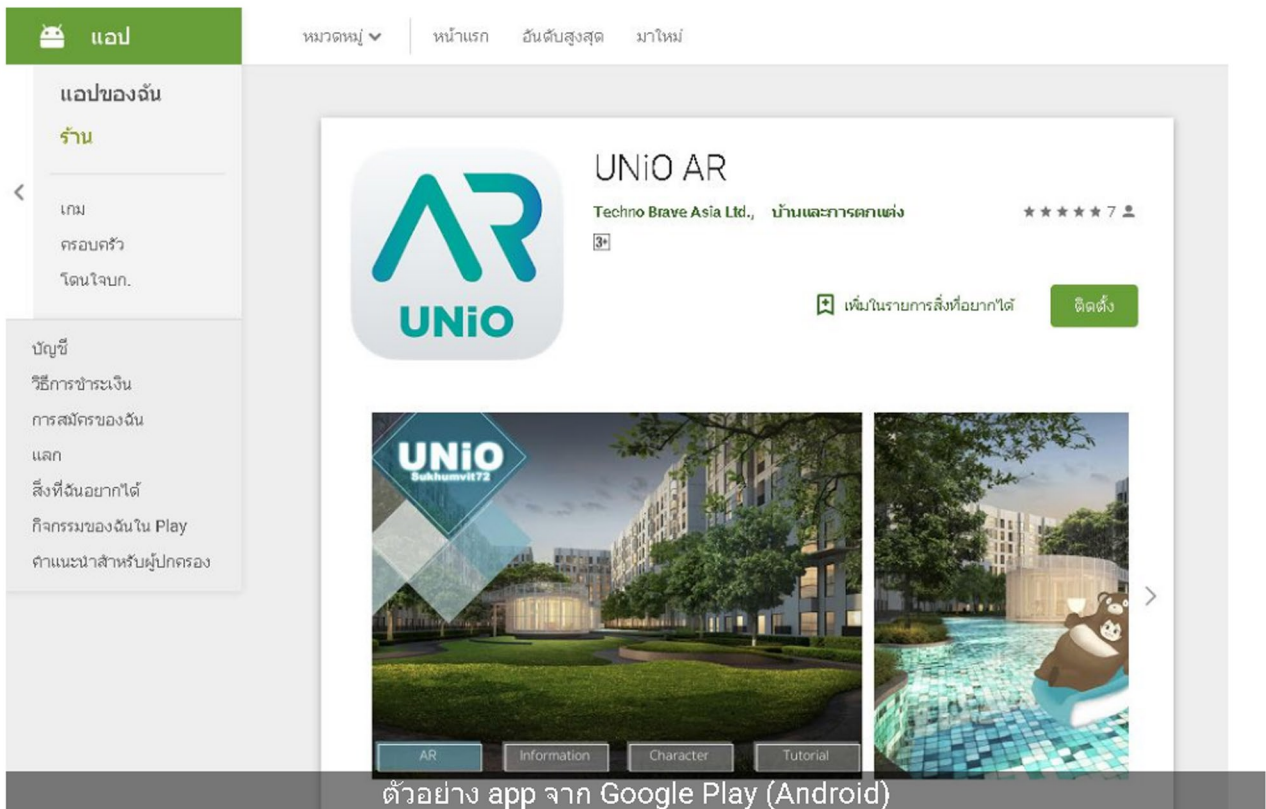 แอป
หมวดหมู่ หน้าแรก อันดับสูงสุด มาใหม่
แอปของฉัน
ร้าน
เกม
ครอบครัว
โดนใจบก.
บัญชี
วิธีการชำระเงิน
การสมัครของฉัน
แลก
สิ่งที่ฉันอยากได้
กิจกรรมของฉันใน Play
คำแนะนำสำหรับผู้ปกครอง
AR
UNiO
UNiO AR
Techno Brave Asia Ltd., บ้านและการตกแต่ง
7
3+
เพิ่มในรายการสิ่งที่อยากได้
ติดตั้ง
UNiO
Sukhumvit72
AR Information Character Tutorial
ตัวอย่าง app จาก Google Play (Android)